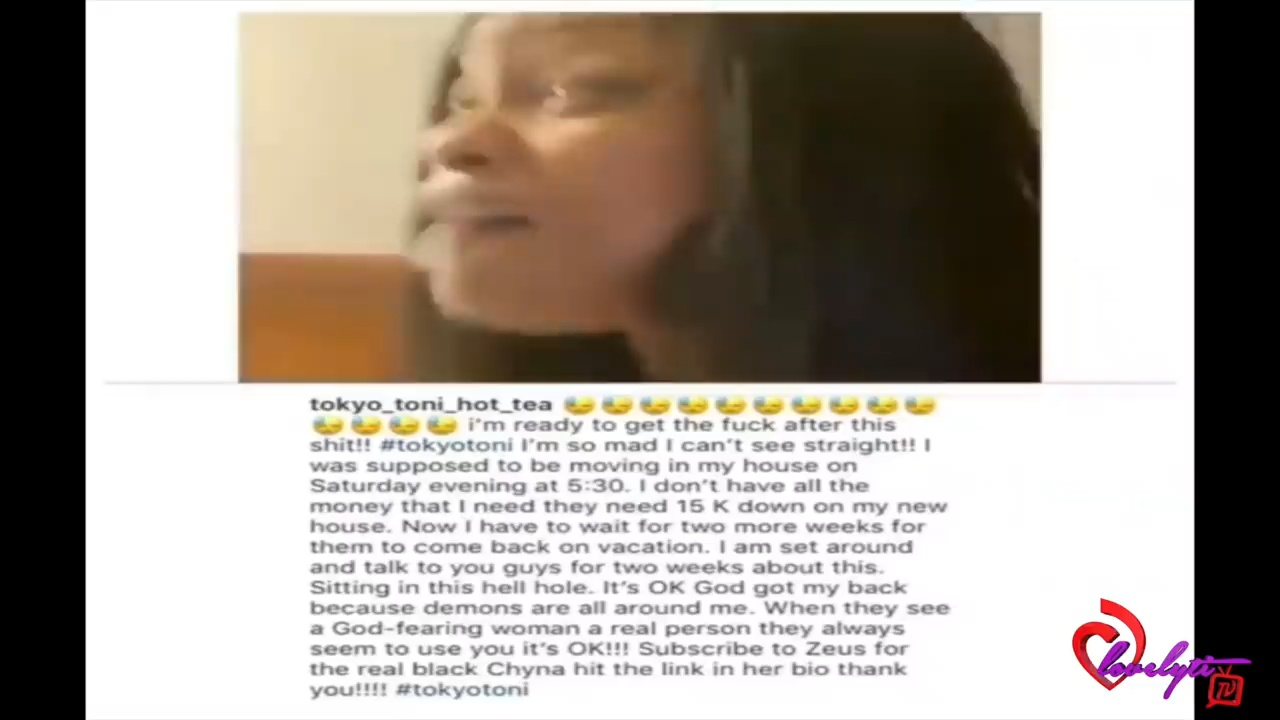 tokyo_toni_hot_tea 😓😓😓😓😓😓😓😓😓😓
😓😓😓😓 i'm ready to get the fuck after this
shit!! #tokyotoni I'm so mad I can't see straight!! I
was supposed to be moving in my house on
Saturday evening at 5:30. I don't have all the
money that I need they need 15 K down on my new
house. Now I have to wait for two more weeks for
them to come back on vacation. I am set around
and talk to you guys for two weeks about this.
Sitting in this hell hole. It's OK God got my back
because demons are all around me. When they see
a God-fearing woman a real person they always
seem to use you it's OK!!! Subscribe to Zeus for
the real black Chyna hit the link in her bio thank
you!!!! #tokyotoni
lovelyti
TV